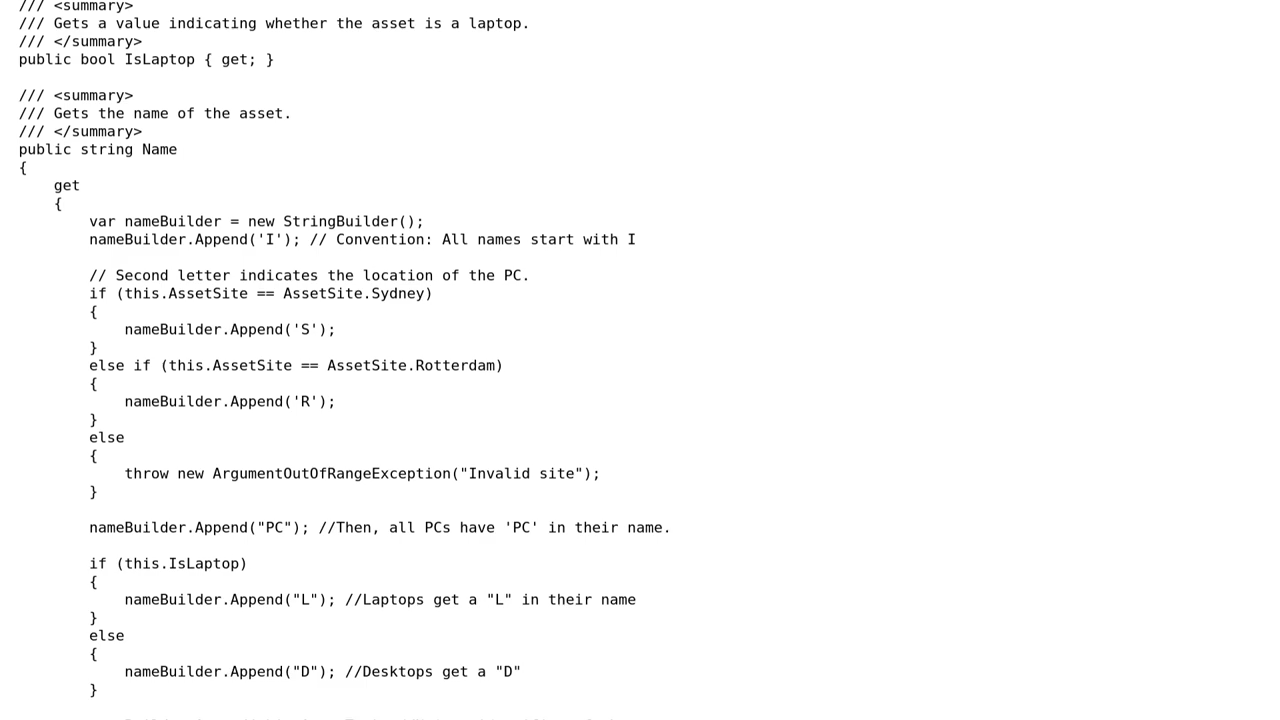 /// <summary>
/// Gets a value indicating whether the asset is a laptop.
/// </summary>
public bool IsLaptop { get; }

/// <summary>
/// Gets the name of the asset.
/// </summary>
public string Name
{
    get
    {
        var nameBuilder = new StringBuilder();
        nameBuilder.Append('I'); // Convention: All names start with I

        // Second letter indicates the location of the PC.
        if (this.AssetSite == AssetSite.Sydney)
        {
            nameBuilder.Append('S');
        }
        else if (this.AssetSite == AssetSite.Rotterdam)
        {
            nameBuilder.Append('R');
        }
        else
        {
            throw new ArgumentOutOfRangeException("Invalid site");
        }

        nameBuilder.Append("PC"); //Then, all PCs have 'PC' in their name.

        if (this.IsLaptop)
        {
            nameBuilder.Append("L"); //Laptops get a "L" in their name
        }
        else
        {
            nameBuilder.Append("D"); //Desktops get a "D"
        }